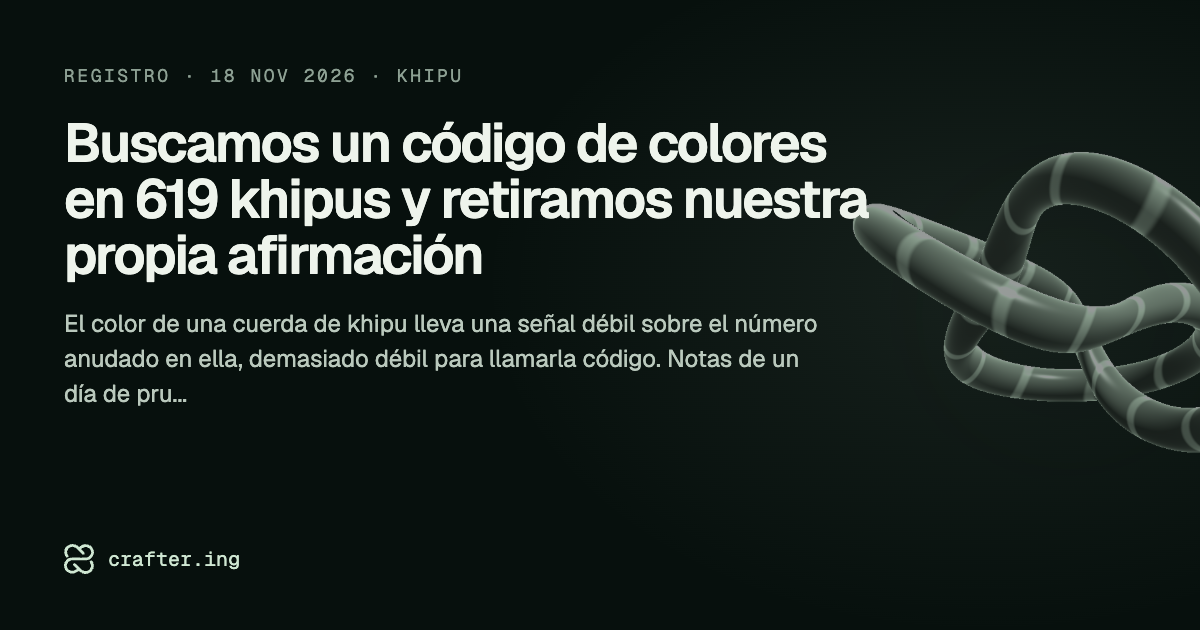 REGISTRO · 18 NOV 2026 · KHIPU
Buscamos un código de colores
en 619 khipus y retiramos nuestra
propia afirmación
El color de una cuerda de khipu lleva una señal débil sobre el número
anudado en ella, demasiado débil para llamarla código. Notas de un
día de pru...
crafter.ing